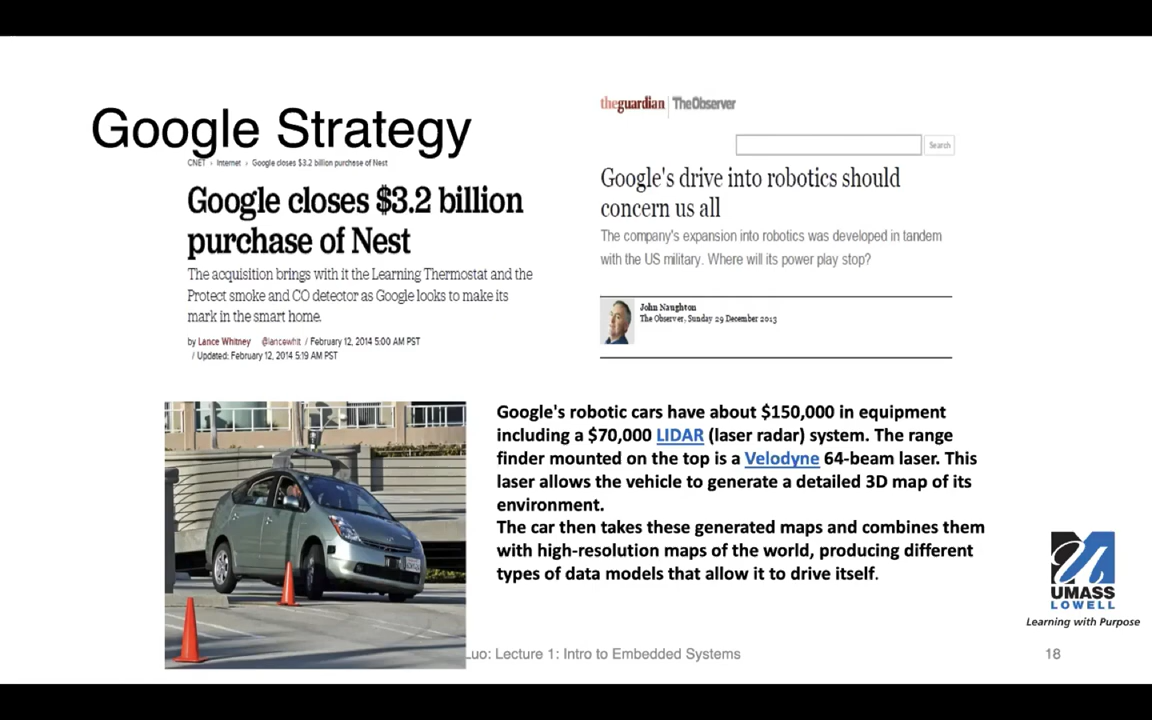 Google Strategy
CNET › Internet › Google closes $3.2 billion purchase of Nest
Google closes $3.2 billion
purchase of Nest
The acquisition brings with it the Learning Thermostat and the
Protect smoke and CO detector as Google looks to make its
mark in the smart home.
by Lance Whitney @lancewhit / February 12, 2014 5:00 AM PST
/ Updated: February 12, 2014 5:19 AM PST
theguardian | TheObserver
Search
Google's drive into robotics should
concern us all
The company's expansion into robotics was developed in tandem
with the US military. Where will its power play stop?
John Naughton
The Observer, Sunday 29 December 2013
Google's robotic cars have about $150,000 in equipment
including a $70,000 LIDAR (laser radar) system. The range
finder mounted on the top is a Velodyne 64-beam laser. This
laser allows the vehicle to generate a detailed 3D map of its
environment.
The car then takes these generated maps and combines them
with high-resolution maps of the world, producing different
types of data models that allow it to drive itself.
UMASS
LOWELL
Learning with Purpose
Luo: Lecture 1: Intro to Embedded Systems
18